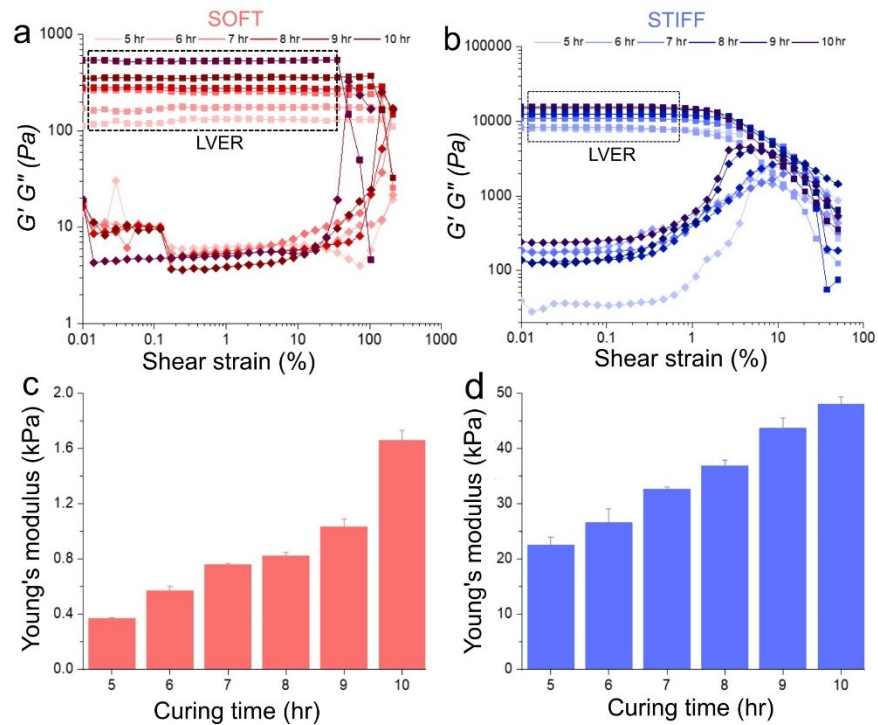 a
SOFT
5 hr 6 hr 7 hr 8 hr 9 hr 10 hr
1000
100
10
1
G' G" (Pa)
LVER
0.01 0.1 1 10 100 1000
Shear strain (%)
b
STIFF
5 hr 6 hr 7 hr 8 hr 9 hr 10 hr
100000
10000
1000
100
G' G" (Pa)
LVER
0.01 0.1 1 10 100
Shear strain (%)
c
2.0
1.6
1.2
0.8
0.4
0.0
Young's modulus (kPa)
5 6 7 8 9 10
Curing time (hr)
d
50
40
30
20
10
0
Young's modulus (kPa)
5 6 7 8 9 10
Curing time (hr)